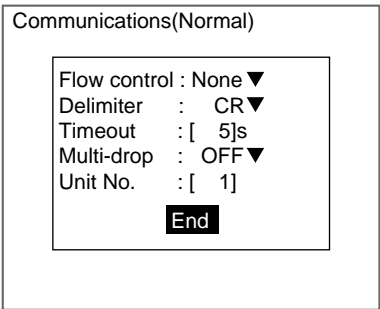 Communications(Normal)
Flow control : None▼
Delimiter : CR▼
Timeout :[ 5]s
Multi-drop : OFF▼
Unit No. :[ 1]
End